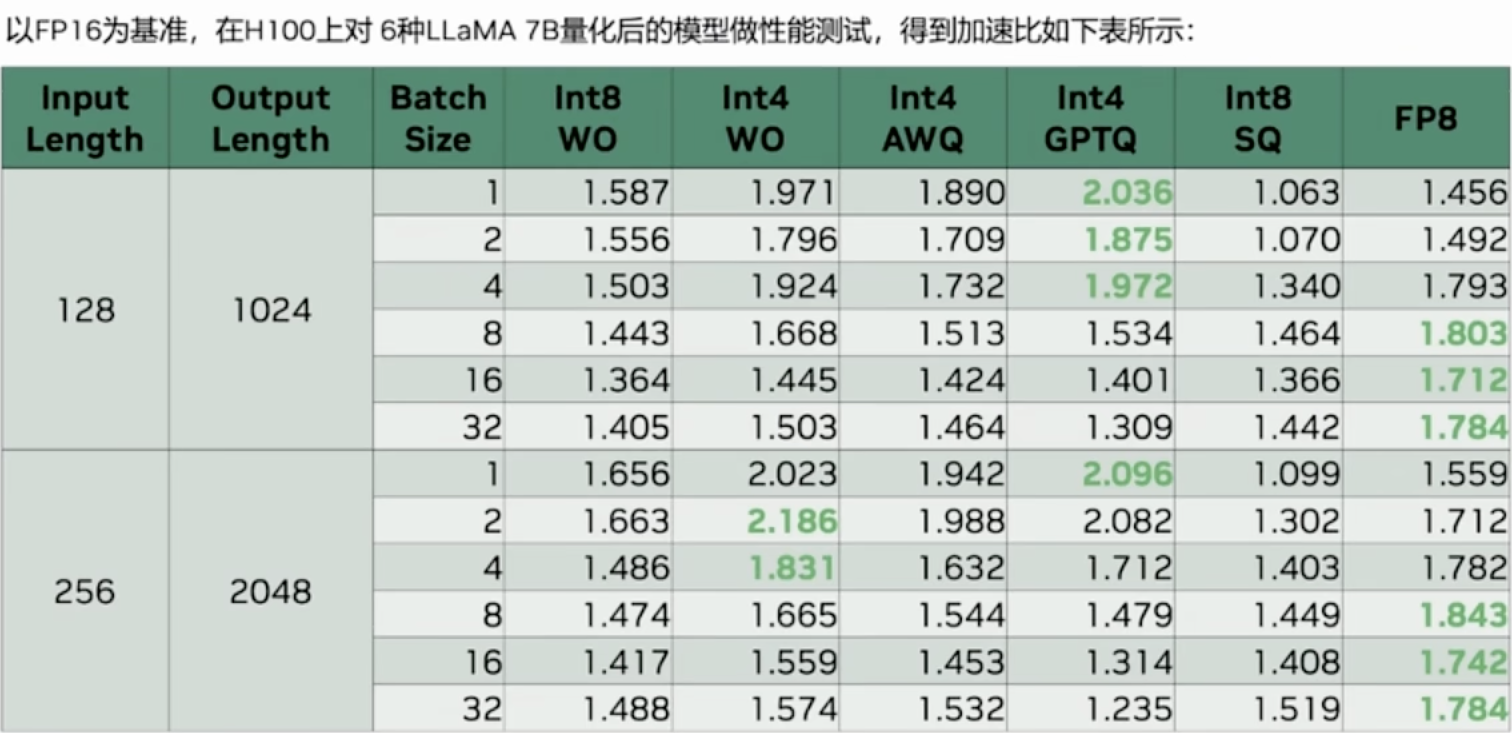 以FP16为基准，在H100上对 6种LLaMA 7B量化后的模型做性能测试，得到加速比如下表所示：
Input Length Output Length Batch Size Int8 WO Int4 WO Int4 AWQ Int4 GPTQ Int8 SQ FP8
128 1024 1 1.587 1.971 1.890 2.036 1.063 1.456
2 1.556 1.796 1.709 1.875 1.070 1.492
4 1.503 1.924 1.732 1.972 1.340 1.793
8 1.443 1.668 1.513 1.534 1.464 1.803
16 1.364 1.445 1.424 1.401 1.366 1.712
32 1.405 1.503 1.464 1.309 1.442 1.784
256 2048 1 1.656 2.023 1.942 2.096 1.099 1.559
2 1.663 2.186 1.988 2.082 1.302 1.712
4 1.486 1.831 1.632 1.712 1.403 1.782
8 1.474 1.665 1.544 1.479 1.449 1.843
16 1.417 1.559 1.453 1.314 1.408 1.742
32 1.488 1.574 1.532 1.235 1.519 1.784